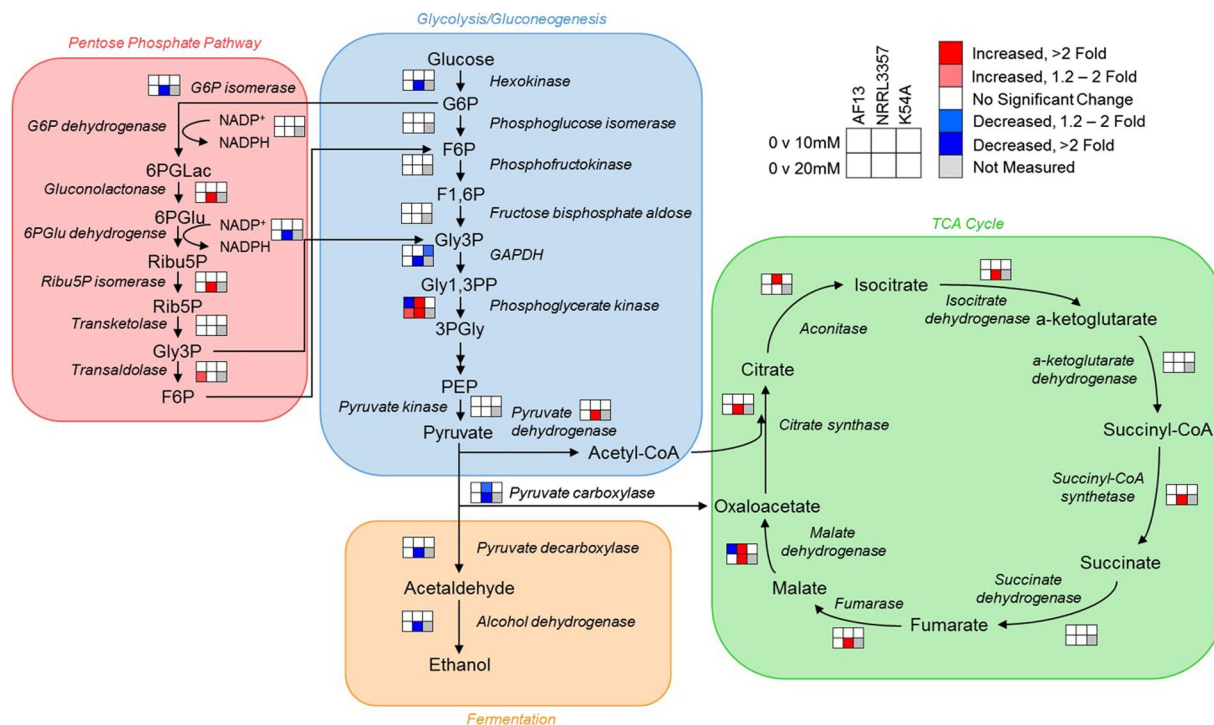 Glycolysis/Gluconeogenesis
Pentose Phosphate Pathway
Glucose
Hexokinase
G6P
Phosphoglucose isomerase
F6P
Phosphofructokinase
F1,6P
Fructose bisphosphate aldose
Gly3P
GAPDH
Gly1,3PP
Phosphoglycerate kinase
3PGly
PEP
Pyruvate kinase
Pyruvate
Pyruvate
dehydrogenase
Acetyl-CoA
G6P isomerase
G6P dehydrogenase
NADP+
NADPH
6PGLac
Gluconolactonase
6PGlu
6PGlu dehydrogense
NADP+
NADPH
Ribu5P
Ribu5P isomerase
Rib5P
Transketolase
Gly3P
Transaldolase
F6P
Pyruvate carboxylase
Pyruvate decarboxylase
Acetaldehyde
Alcohol dehydrogenase
Ethanol
Fermentation
AF13
NRRL3357
K54A
0 v 10mM
0 v 20mM
Increased, >2 Fold
Increased, 1.2 – 2 Fold
No Significant Change
Decreased, 1.2 – 2 Fold
Decreased, >2 Fold
Not Measured
TCA Cycle
Isocitrate
Isocitrate
dehydrogenase
a-ketoglutarate
a-ketoglutarate
dehydrogenase
Succinyl-CoA
Succinyl-CoA
synthetase
Succinate
Succinate
dehydrogenase
Fumarate
Fumarase
Malate
Malate
dehydrogenase
Oxaloacetate
Citrate synthase
Citrate
Aconitase